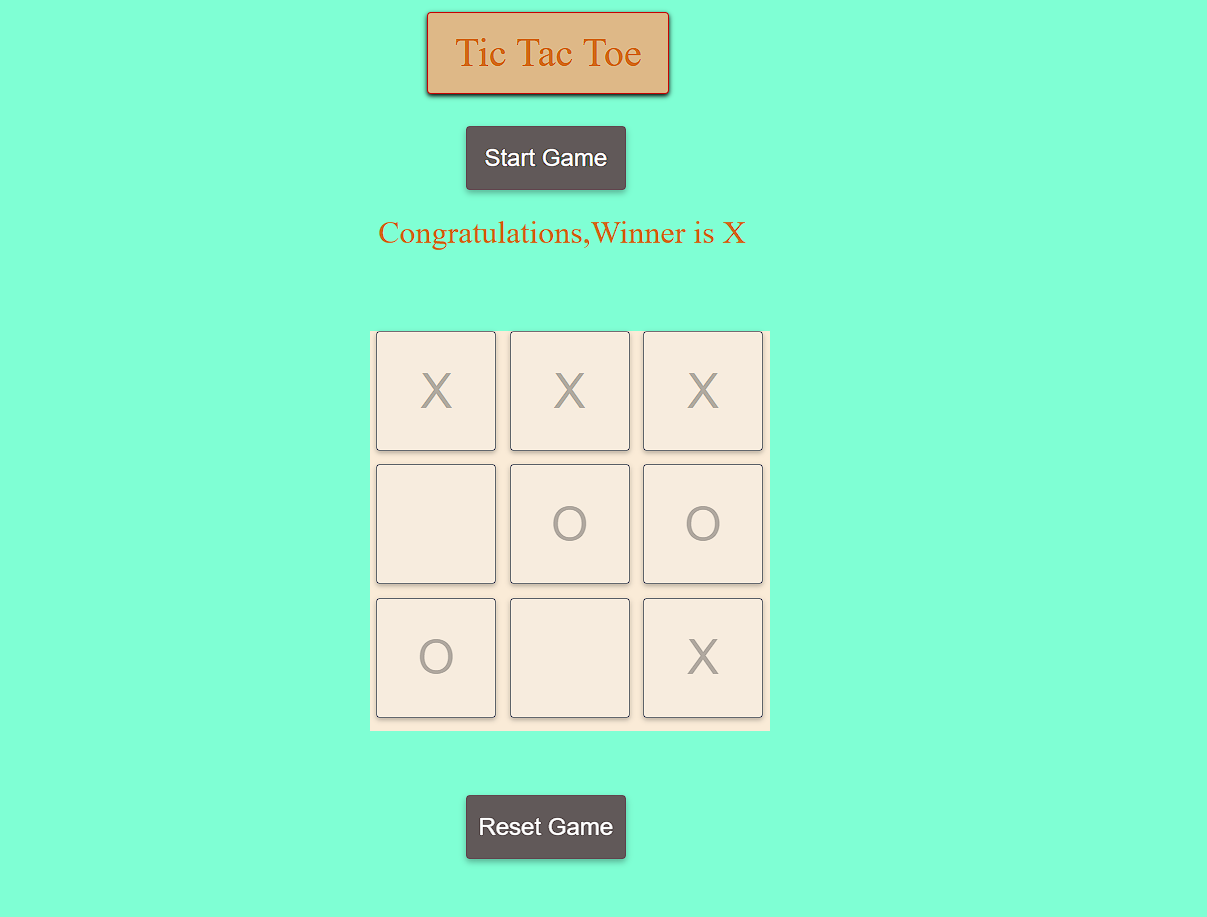 Tic Tac Toe
Start Game
Congratulations,Winner is X
X X X
O O
O X
Reset Game